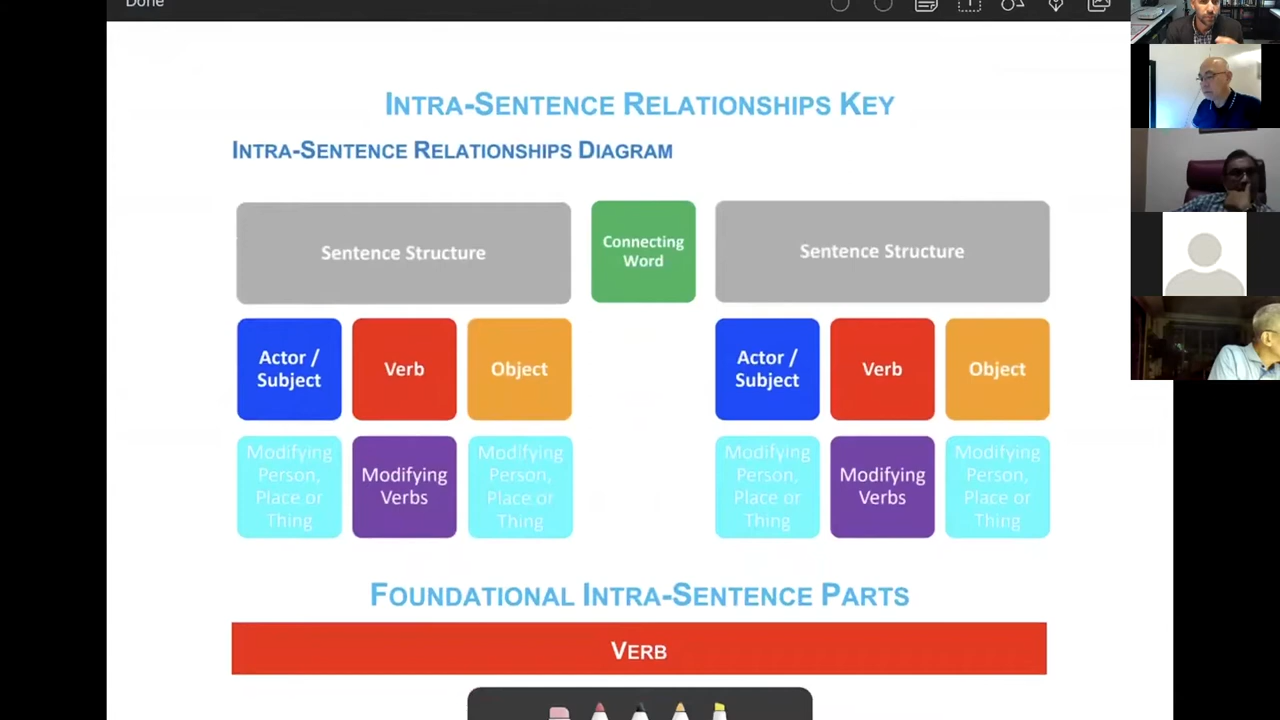 Done
INTRA-SENTENCE RELATIONSHIPS KEY
INTRA-SENTENCE RELATIONSHIPS DIAGRAM
Sentence Structure
Connecting
Word
Sentence Structure
Actor /
Subject
Verb
Object
Actor /
Subject
Verb
Object
Modifying
Person,
Place or
Thing
Modifying
Verbs
Modifying
Person,
Place or
Thing
Modifying
Person,
Place or
Thing
Modifying
Verbs
Modifying
Person,
Place or
Thing
FOUNDATIONAL INTRA-SENTENCE PARTS
VERB